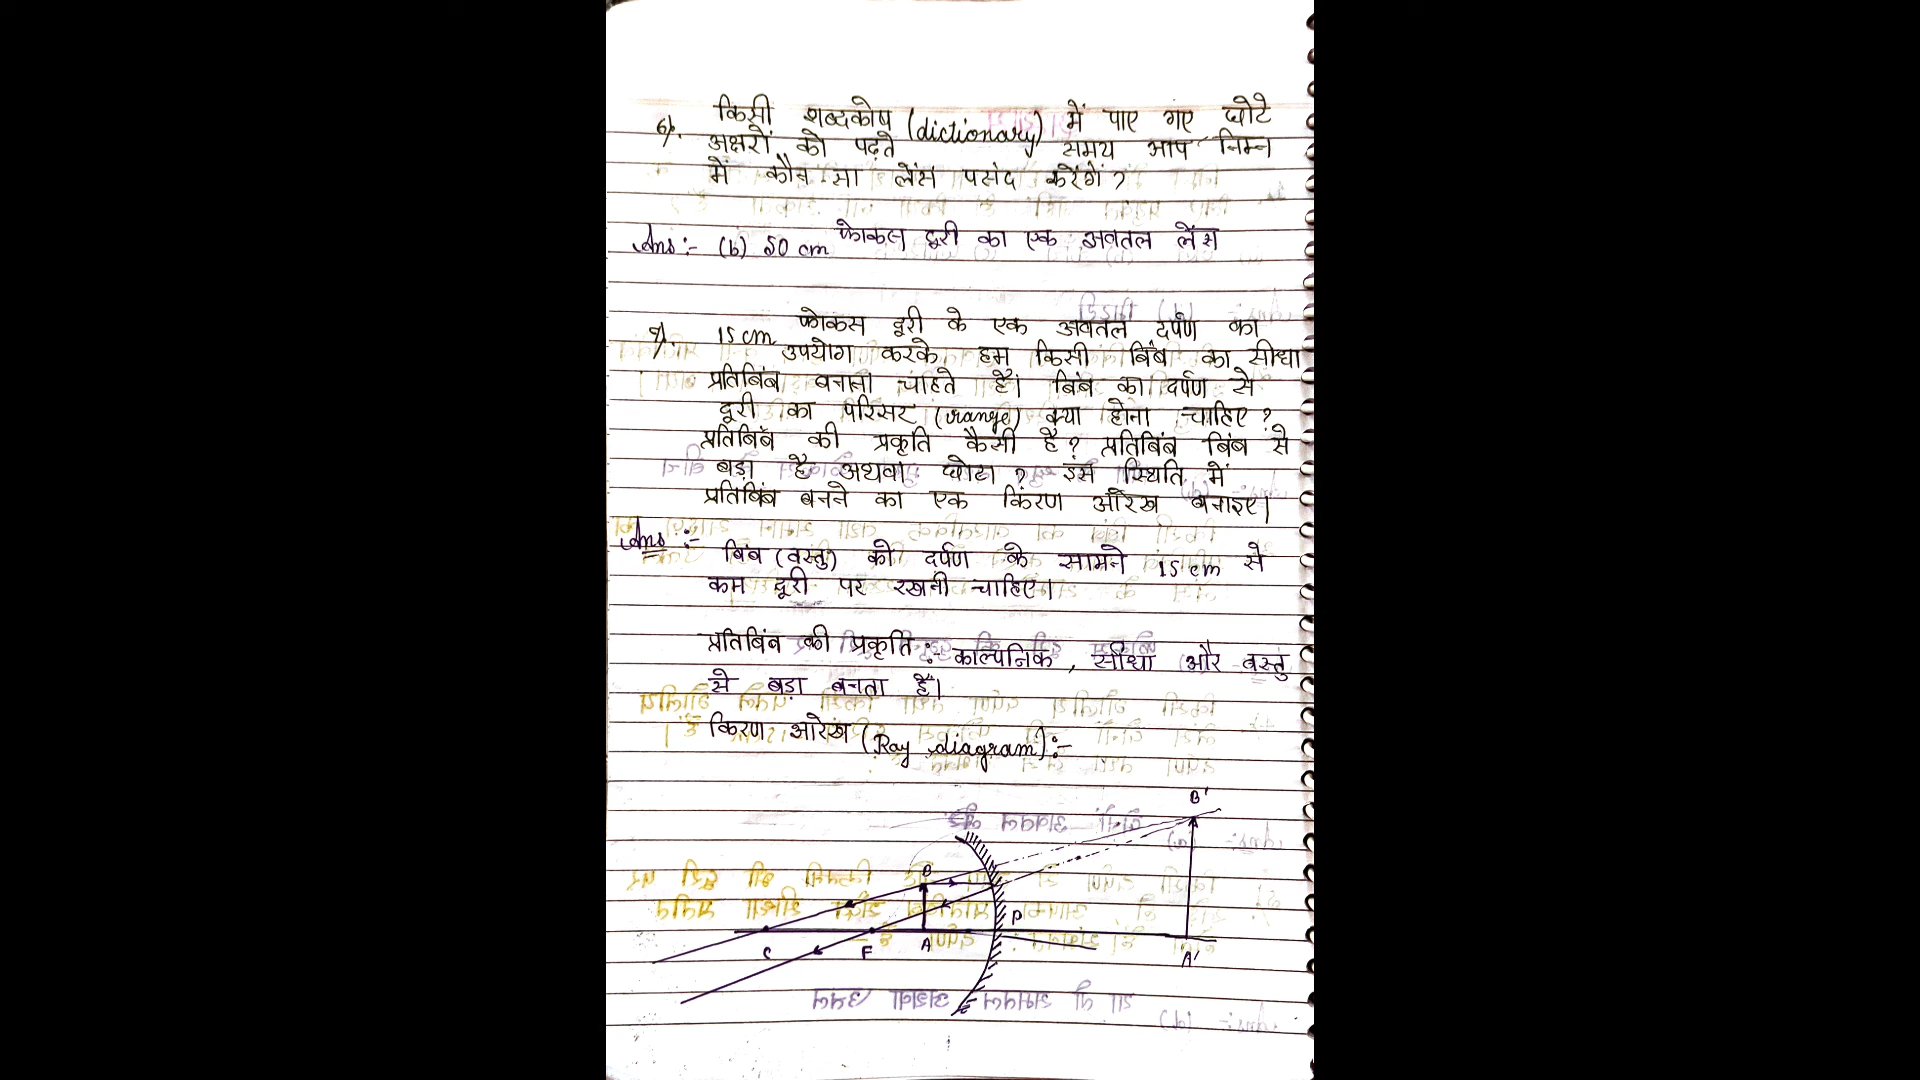 6). किसी शब्दकोष (dictionary) में पाए गए छोटे
अक्षरों को पढ़ते समय आप निम्न
में कौन सा लेंस पसंद करेंगे?
Ans:- (b) 50 cm फोकस दूरी का एक अवतल लेंस
15 cm फोकस दूरी के एक अवतल दर्पण का
उपयोग करके हम किसी बिंब का सीधा
प्रतिबिंब बनाना चाहते हैं। बिंब का दर्पण से
दूरी का परिसर (range) क्या होना चाहिए?
प्रतिबिंब की प्रकृति कैसी है? प्रतिबिंब बिंब से
बड़ा है अथवा छोटा? इस स्थिति में
प्रतिबिंब बनने का एक किरण आरेख बनाइए।
Ans:-
बिंब (वस्तु) को दर्पण के सामने 15 cm से
कम दूरी पर रखनी चाहिए।
प्रतिबिंब की प्रकृति :- काल्पनिक, सीधा और वस्तु
से बड़ा बनता है।
किरण आरेख (Ray diagram):-
B'
B
P
C F A A'